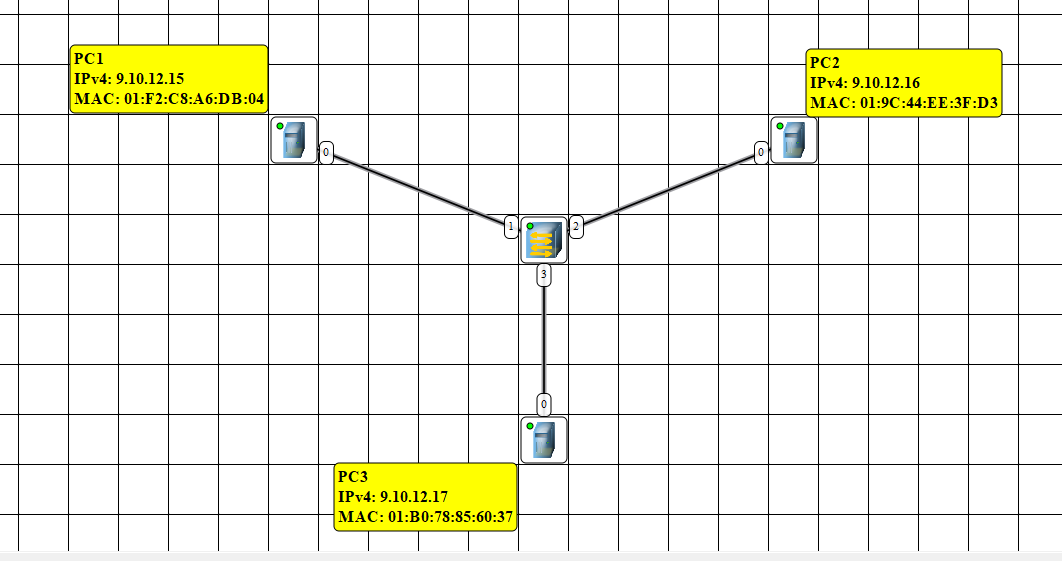 PC1
IPv4: 9.10.12.15
MAC: 01:F2:C8:A6:DB:04
PC2
IPv4: 9.10.12.16
MAC: 01:9C:44:EE:3F:D3
0
0
1
2
3
0
PC3
IPv4: 9.10.12.17
MAC: 01:B0:78:85:60:37